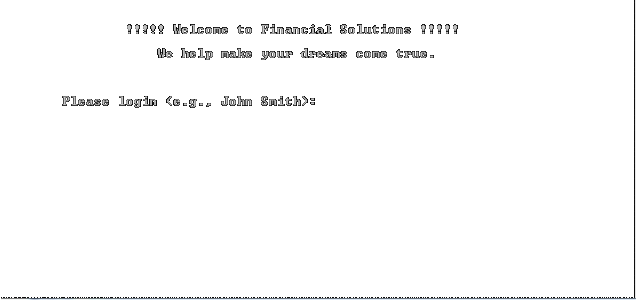 !!!!! Welcome to Financial Solutions !!!!!
We help make your dreams come true.
Please login (e.g., John Smith):